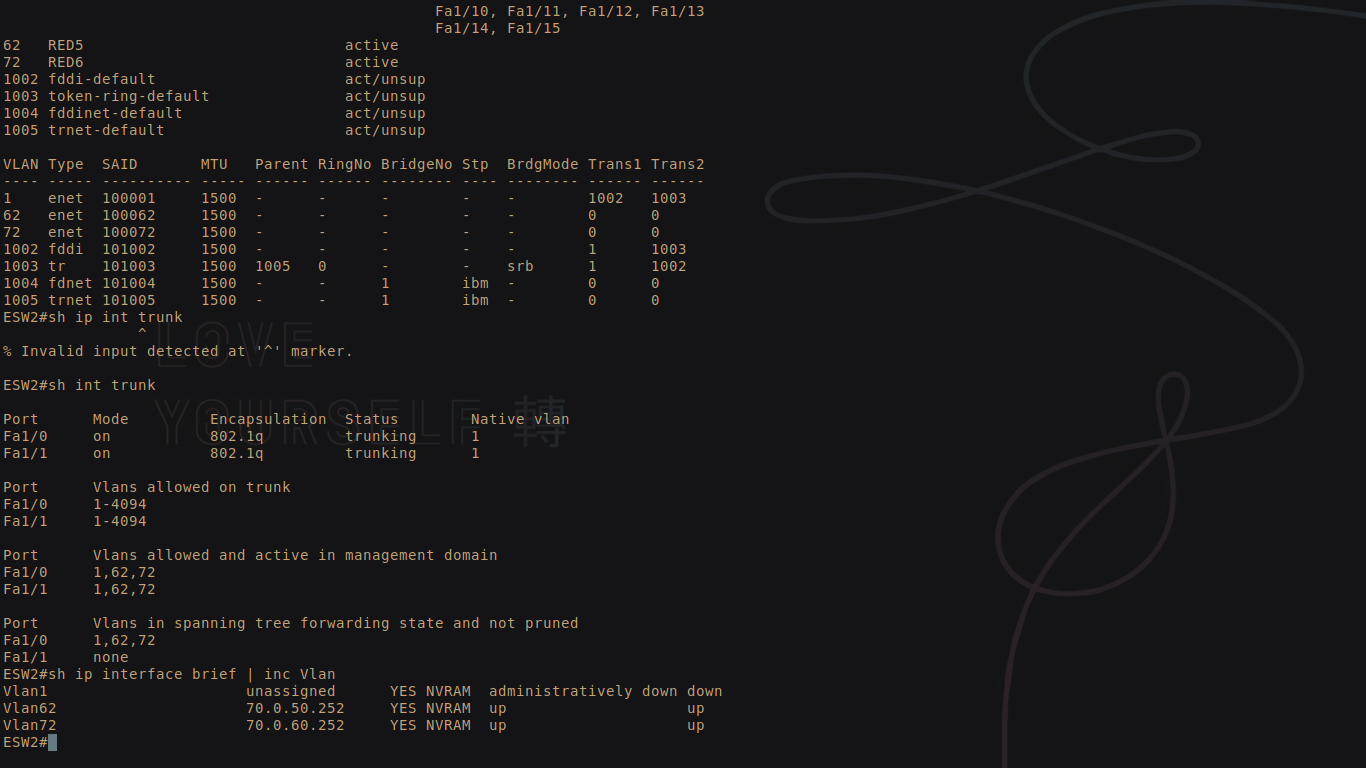 Fa1/10, Fa1/11, Fa1/12, Fa1/13
Fa1/14, Fa1/15
62   RED5                             active
72   RED6                             active
1002 fddi-default                     act/unsup
1003 token-ring-default               act/unsup
1004 fddinet-default                  act/unsup
1005 trnet-default                    act/unsup
VLAN Type  SAID       MTU   Parent RingNo BridgeNo Stp  BrdgMode Trans1 Trans2
---- ----- ---------- ----- ------ ------ -------- ---- -------- ------ ------
1    enet  100001     1500  -      -      -        -    -        1002   1003
62   enet  100062     1500  -      -      -        -    -        0      0
72   enet  100072     1500  -      -      -        -    -        0      0
1002 fddi  101002     1500  -      -      -        -    -        1      1003
1003 tr    101003     1500  1005   0      -        -    srb      1      1002
1004 fdnet 101004     1500  -      -      1        ibm  -        0      0
1005 trnet 101005     1500  -      -      1        ibm  -        0      0
ESW2#sh ip int trunk
^
% Invalid input detected at '^' marker.
ESW2#sh int trunk
Port      Mode         Encapsulation  Status        Native vlan
Fa1/0     on           802.1q         trunking      1
Fa1/1     on           802.1q         trunking      1
Port      Vlans allowed on trunk
Fa1/0     1-4094
Fa1/1     1-4094
Port      Vlans allowed and active in management domain
Fa1/0     1,62,72
Fa1/1     1,62,72
Port      Vlans in spanning tree forwarding state and not pruned
Fa1/0     1,62,72
Fa1/1     none
ESW2#sh ip interface brief | inc Vlan
Vlan1                      unassigned      YES NVRAM  administratively down down
Vlan62                     70.0.50.252     YES NVRAM  up                    up
Vlan72                     70.0.60.252     YES NVRAM  up                    up
ESW2#
LOVE
YOURSELF 轉